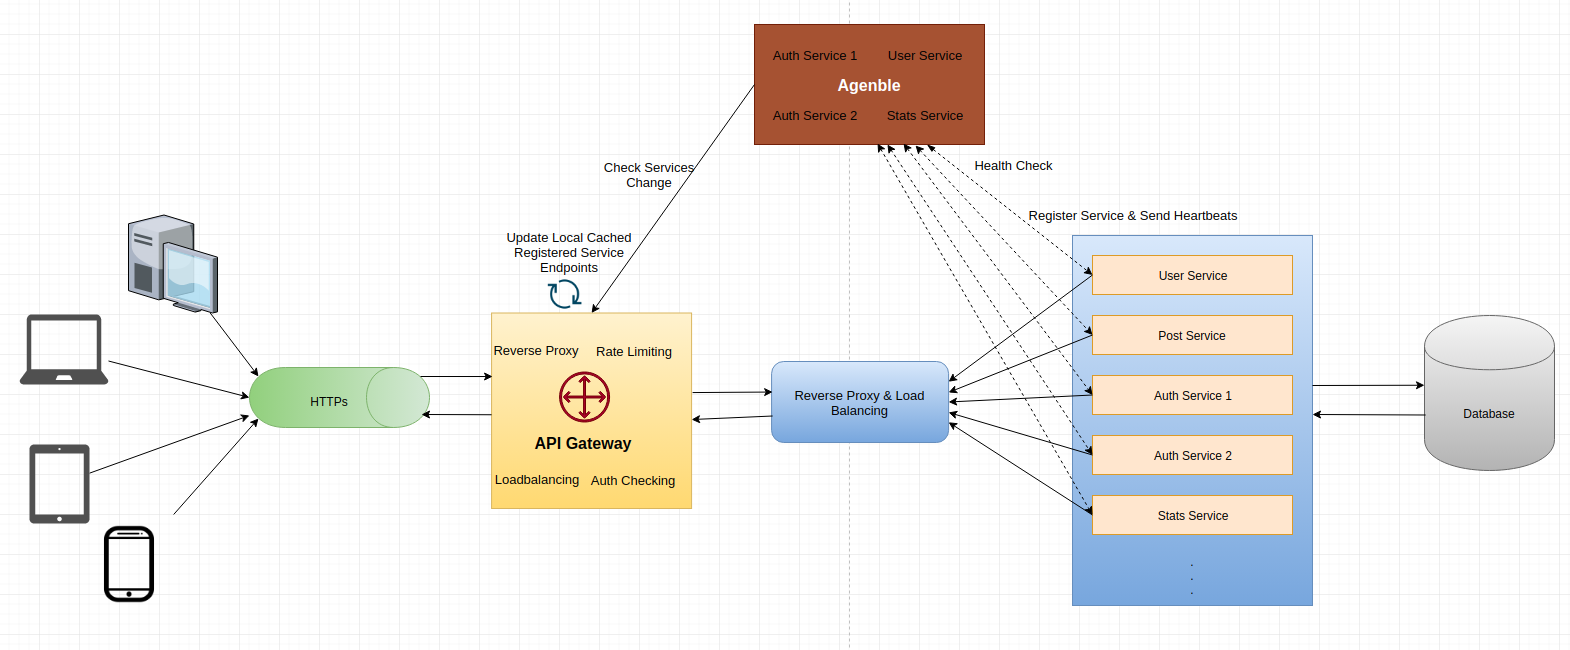 Auth Service 1
User Service
Agenble
Auth Service 2
Stats Service
Check Services
Change
Health Check
Register Service & Send Heartbeats
Update Local Cached
Registered Service
Endpoints
HTTPs
Reverse Proxy
Rate Limiting
API Gateway
Loadbalancing
Auth Checking
Reverse Proxy & Load
Balancing
User Service
Post Service
Auth Service 1
Auth Service 2
Stats Service
.
.
.
Database